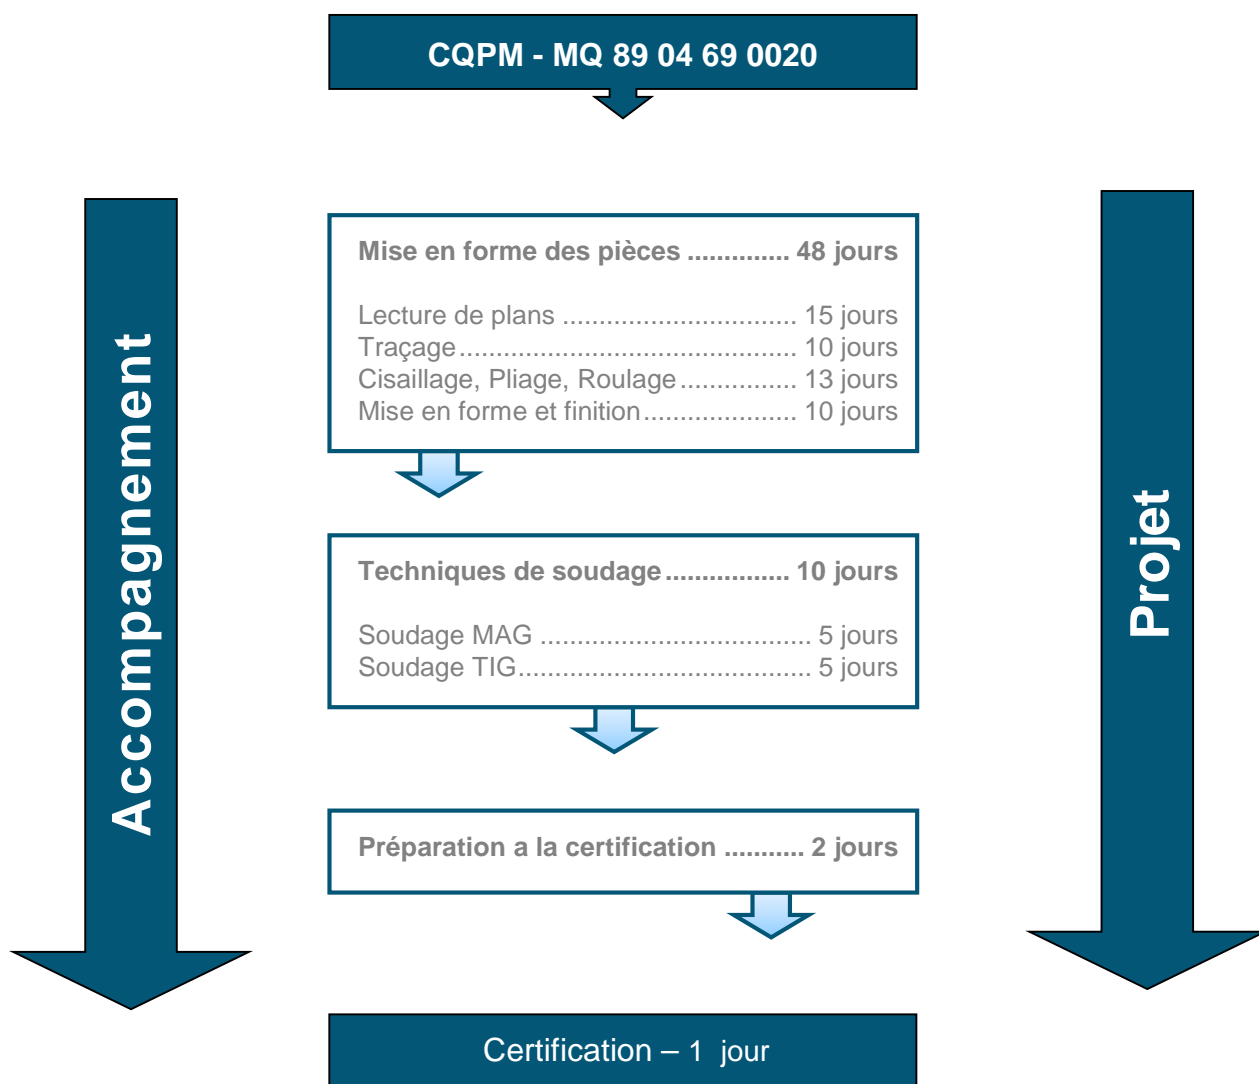 CQPM - MQ 89 04 69 0020
Accompagnement
Mise en forme des pièces .............. 48 jours
Lecture de plans ................................ 15 jours
Traçage.............................................. 10 jours
Cisaillage, Pliage, Roulage................ 13 jours
Mise en forme et finition..................... 10 jours
Techniques de soudage................. 10 jours
Soudage MAG ..................................... 5 jours
Soudage TIG........................................ 5 jours
Préparation a la certification ........... 2 jours
Projet
Certification – 1 jour